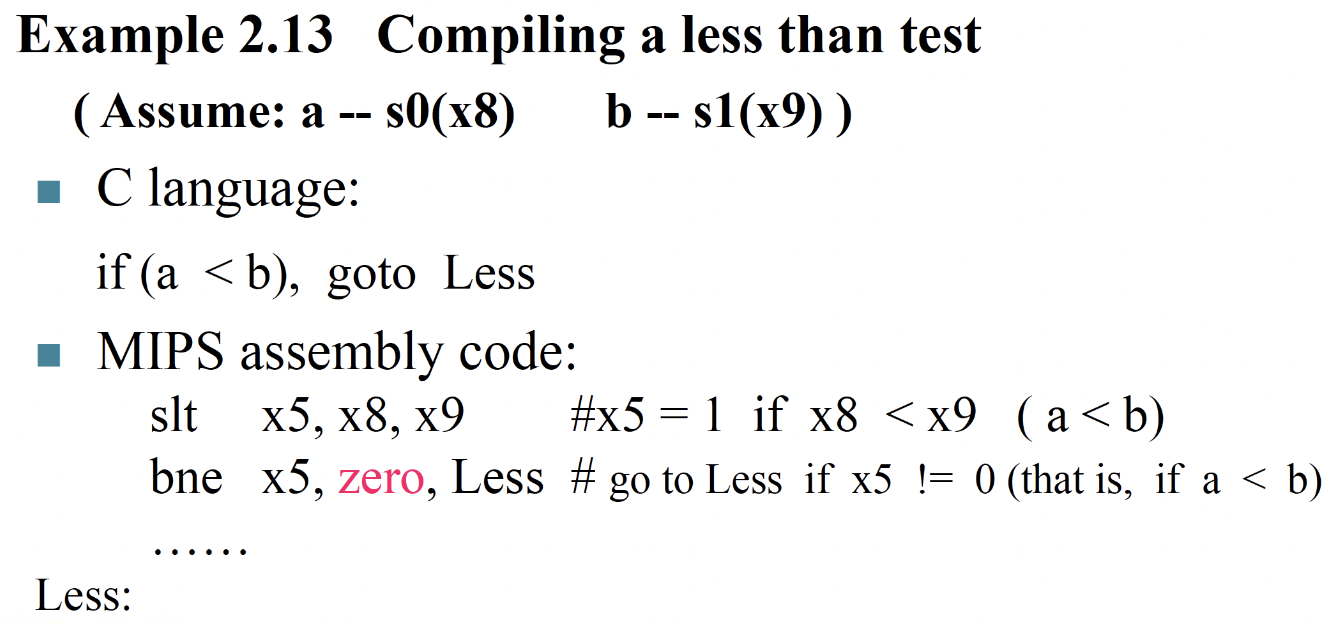 Example 2.13 Compiling a less than test
( Assume: a -- s0(x8) b -- s1(x9) )
C language:
if (a < b), goto Less
MIPS assembly code:
slt x5, x8, x9 #x5 = 1 if x8 < x9 ( a < b)
bne x5, zero, Less # go to Less if x5 != 0 (that is, if a < b)
……
Less: